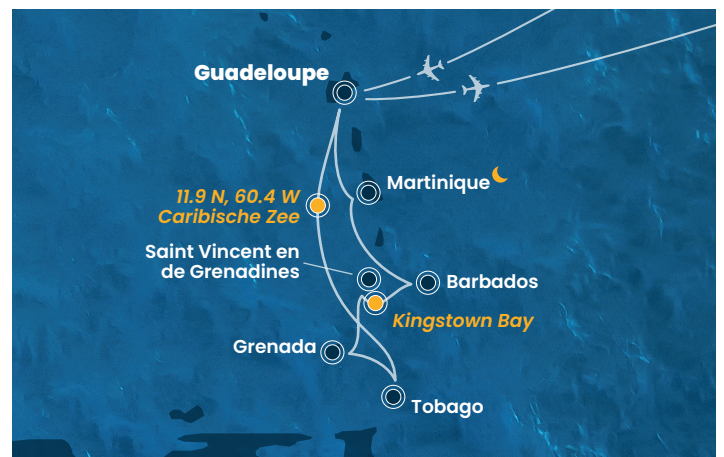 Guadeloupe
Martinique
11.9 N, 60.4 W
Caribische Zee
Saint Vincent en
de Grenadines
Barbados
Kingstown Bay
Grenada
Tobago